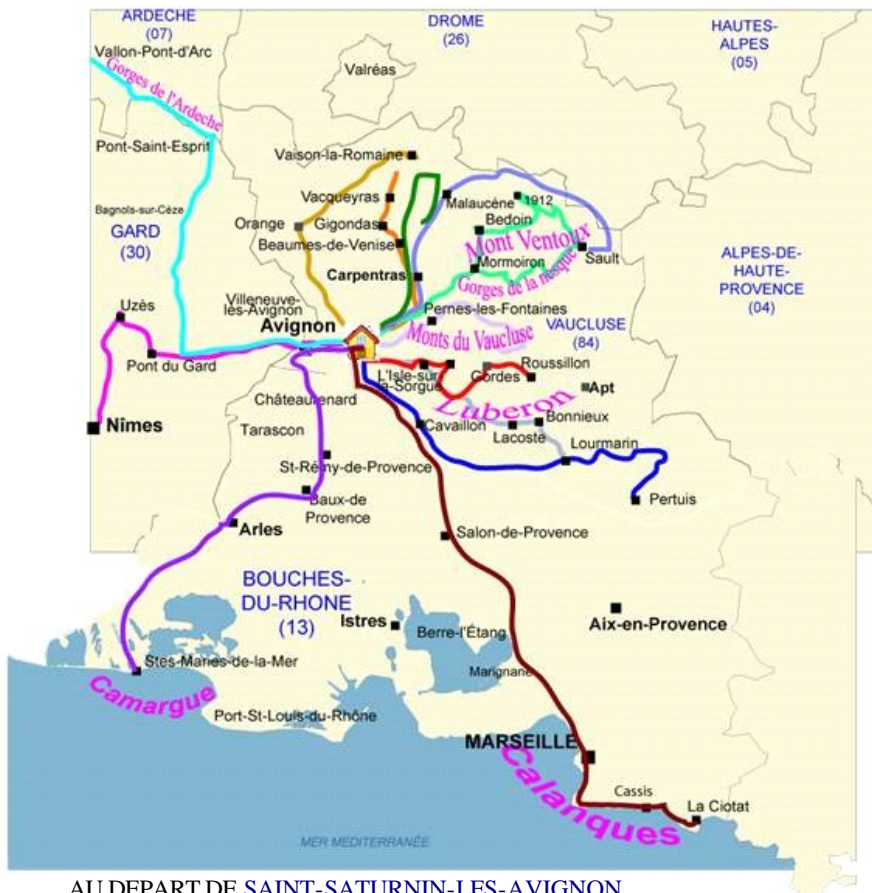 ARDECHE
(07)
DROME
(26)
HAUTES-
ALPES
(05)
Vallon-Pont-d'Arc
Gorges de l'Ardeche
Valréas
Pont-Saint-Esprit
Vaison-la-Romaine
Bagnols-sur-Cèze
GARD
(30)
Vacqueyras
Malaucéne
1912
Orange
Gigondas
Bedoin
Beaumes-de-Venise
Mont Ventoux
Sault
Mormoiron
Carpentras
Gorges de la nesque
ALPES-DE-
HAUTE-
PROVENCE
(04)
Uzès
Villeneuve-
lès-Avignon
Pernes-les-Fontaines
Avignon
Monts du Vaucluse
VAUCLUSE
(84)
Pont du Gard
L'Isle-sur
la-Sorgue
Gordes
Roussillon
Apt
Châteaurenard
Luberon
Nîmes
Tarascon
Cavaillon
Lacoste
Bonnieux
Lourmarin
St-Rémy-de-Provence
Baux-de
Provence
Pertuis
Arles
Salon-de-Provence
BOUCHES-
DU-RHONE
(13)
Istres
Berre-l'Étang
Aix-en-Provence
Stes-Maries-de-la-Mer
Marignane
Camargue
Port-St-Louis-du-Rhône
MARSEILLE
Calanques
Cassis
La Ciotat
MER MEDITERRANÉE
AU DEPART DE SAINT-SATURNIN-LES-AVIGNON